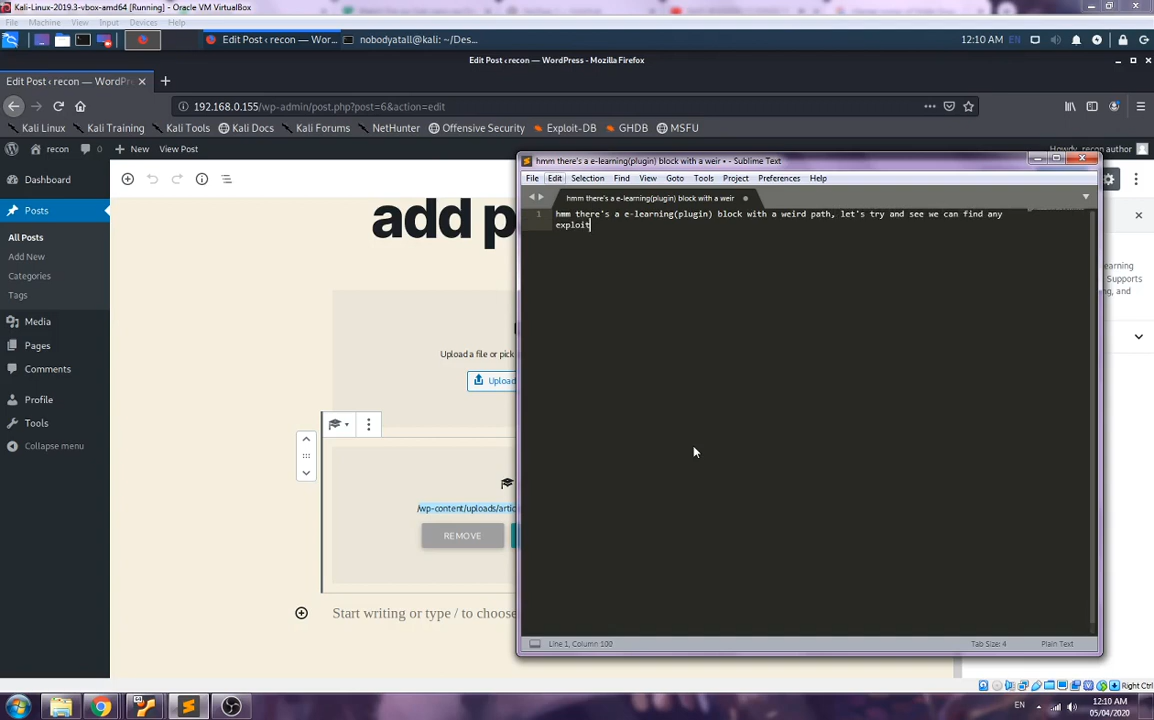 Kali-Linux-2019.3-vbox-amd64 [Running] - Oracle VM VirtualBox
File Machine View Input Devices Help
Edit Post ‹ recon — Wor... nobodyatall@kali: ~/Des... 12:10 AM EN
Edit Post ‹ recon — WordPress - Mozilla Firefox
Edit Post ‹ recon — WordPr
192.168.0.155/wp-admin/post.php?post=6&action=edit
Kali Linux Kali Training Kali Tools Kali Docs Kali Forums NetHunter Offensive Security Exploit-DB GHDB MSFU
recon 0 New View Post Howdy, recon author
Dashboard
Posts
All Posts
Add New
Categories
Tags
Media
Pages
Comments
Profile
Tools
Collapse menu
add p
Upload a file or pick
Upload
/wp-content/uploads/artic
REMOVE
Start writing or type / to choose
hmm there's a e-learning(plugin) block with a weir • - Sublime Text
File Edit Selection Find View Goto Tools Project Preferences Help
hmm there's a e-learning(plugin) block with a weir
1 hmm there's a e-learning(plugin) block with a weird path, let's try and see we can find any
exploit
Line 1, Column 100 Tab Size: 4 Plain Text
earning
Supports
ng, and
Right Ctrl
EN 12:10 AM
05/04/2020